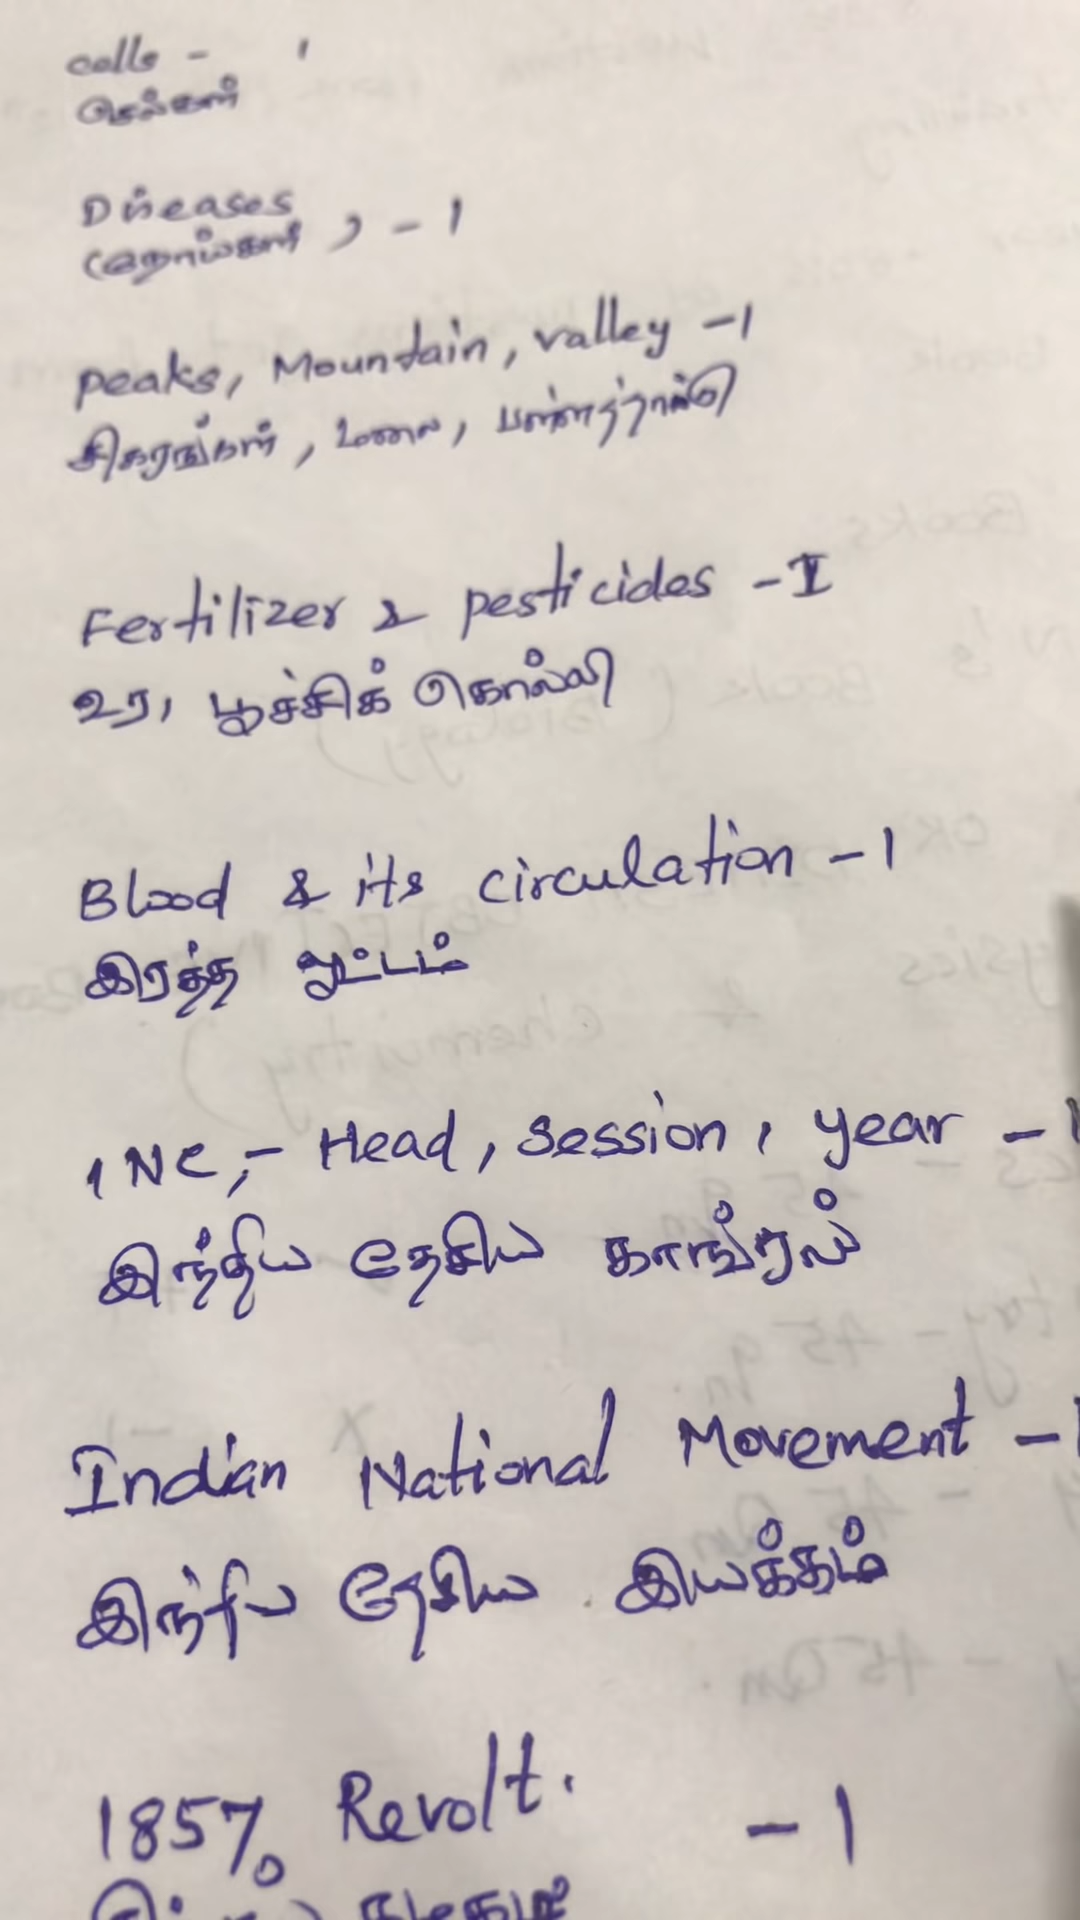 cells - 1
செல்கள்
Diseases
(நோய்கள்) , - 1
Peaks, Mountain, valley - 1
சிகரங்கள், மலை, பள்ளத்தாக்கு
Fertilizer & pesticides - I
உர, பூச்சிக் கொல்லி
Blood & its circulation - 1
இரத்த ஓட்டம்
INC, - Head, Session, year - 1
இந்திய தேசிய காங்ரஸ்
Indian National Movement - 1
இந்திய தேசிய இயக்கம்
1857 Revolt. - 1